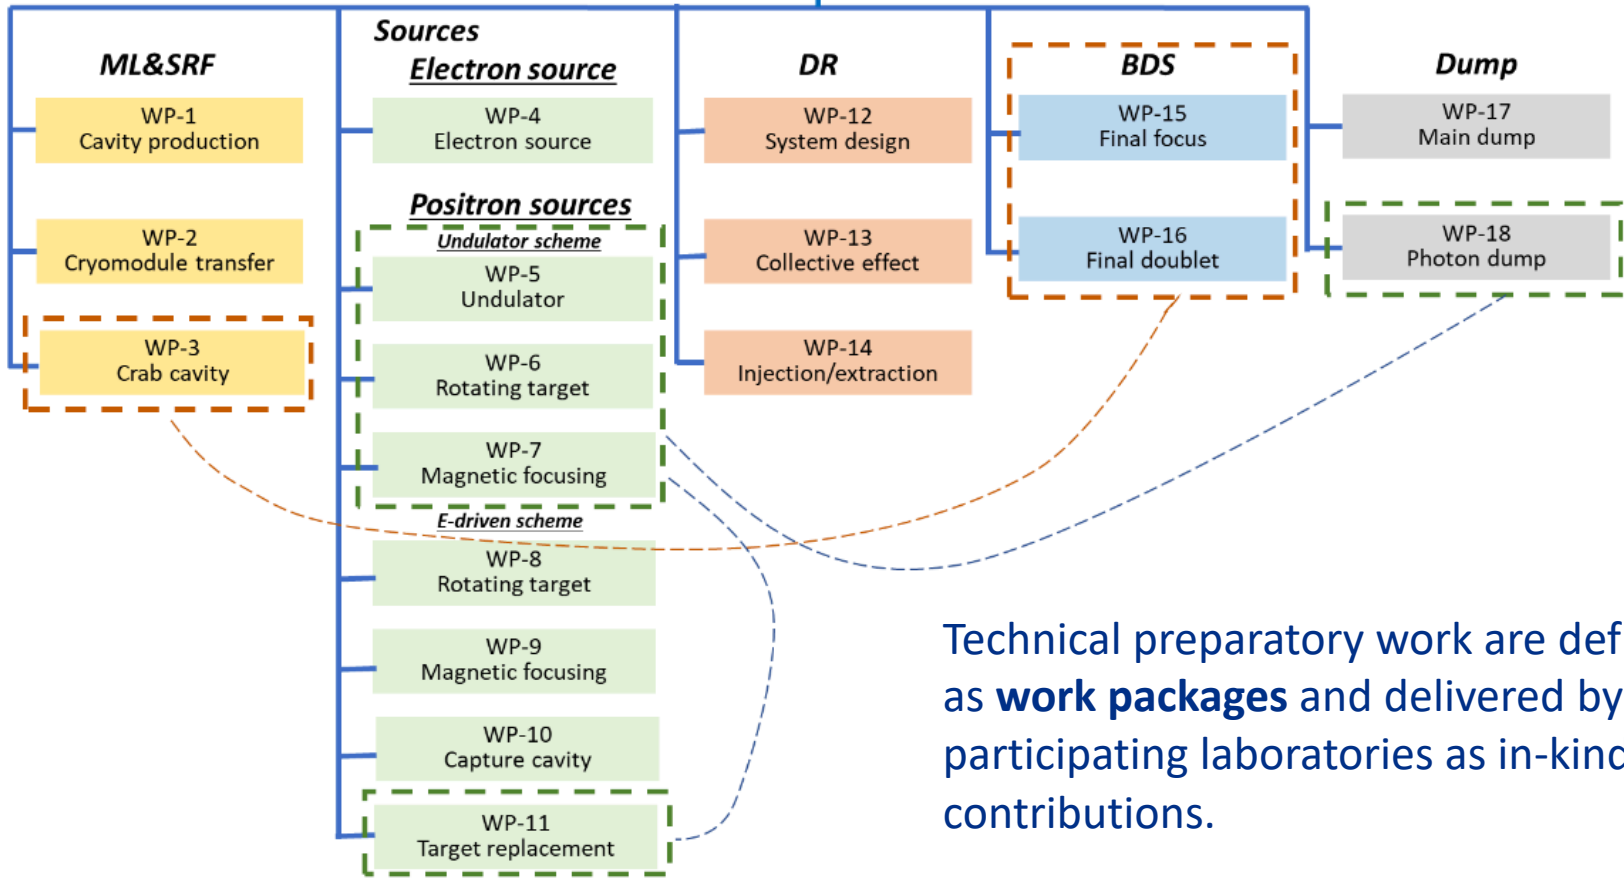 ML&SRF
WP-1
Cavity production
WP-2
Cryomodule transfer
WP-3
Crab cavity
Sources
Electron source
WP-4
Electron source
Positron sources
Undulator scheme
WP-5
Undulator
WP-6
Rotating target
WP-7
Magnetic focusing
E-driven scheme
WP-8
Rotating target
WP-9
Magnetic focusing
WP-10
Capture cavity
WP-11
Target replacement
DR
WP-12
System design
WP-13
Collective effect
WP-14
Injection/extraction
BDS
WP-15
Final focus
WP-16
Final doublet
Dump
WP-17
Main dump
WP-18
Photon dump
Technical preparatory work are def
as work packages and delivered by
participating laboratories as in-kind
contributions.